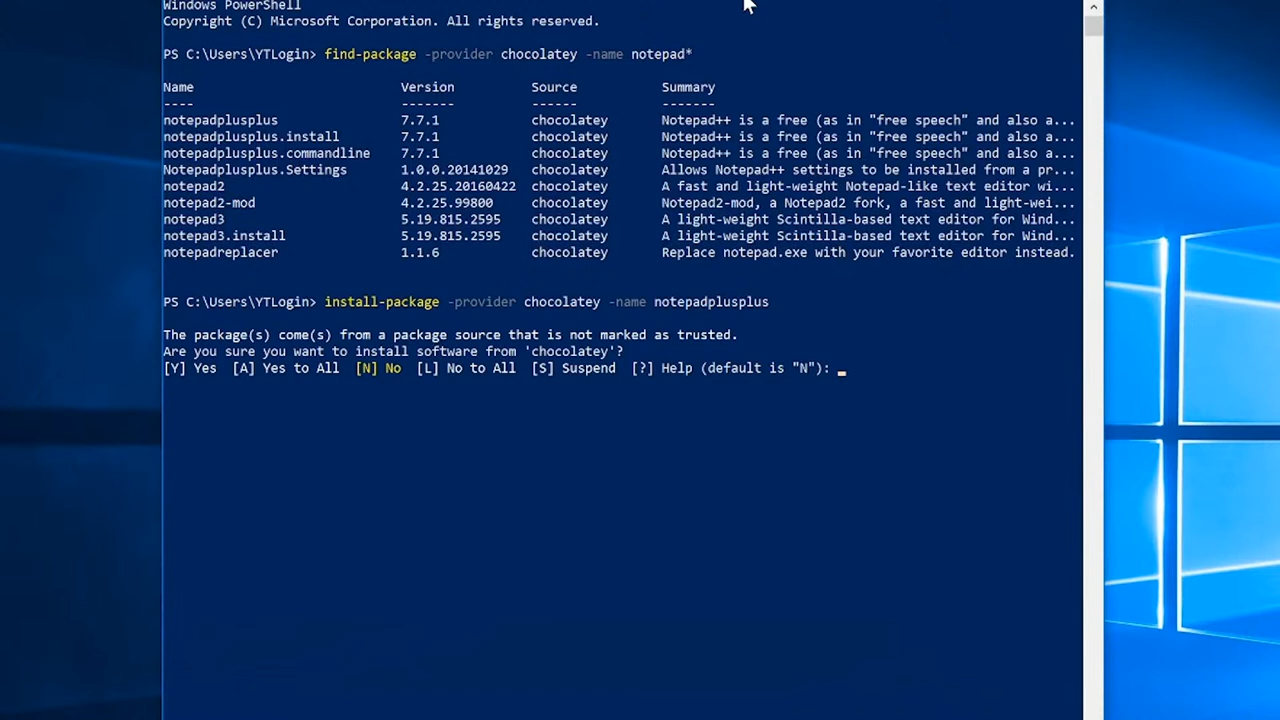 Windows PowerShell
Copyright (C) Microsoft Corporation. All rights reserved.
PS C:\Users\YTLogin> find-package -provider chocolatey -name notepad*
Name Version Source Summary
---- ------- ------ -------
notepadplusplus 7.7.1 chocolatey Notepad++ is a free (as in "free speech" and also a...
notepadplusplus.install 7.7.1 chocolatey Notepad++ is a free (as in "free speech" and also a...
notepadplusplus.commandline 7.7.1 chocolatey Notepad++ is a free (as in "free speech" and also a...
Notepadplusplus.Settings 1.0.0.20141029 chocolatey Allows Notepad++ settings to be installed from a pr...
notepad2 4.2.25.20160422 chocolatey A fast and light-weight Notepad-like text editor wi...
notepad2-mod 4.2.25.99800 chocolatey Notepad2-mod, a Notepad2 fork, a fast and light-wei...
notepad3 5.19.815.2595 chocolatey A light-weight Scintilla-based text editor for Wind...
notepad3.install 5.19.815.2595 chocolatey A light-weight Scintilla-based text editor for Wind...
notepadreplacer 1.1.6 chocolatey Replace notepad.exe with your favorite editor instead.
PS C:\Users\YTLogin> install-package -provider chocolatey -name notepadplusplus
The package(s) come(s) from a package source that is not marked as trusted.
Are you sure you want to install software from 'chocolatey'?
[Y] Yes [A] Yes to All [N] No [L] No to All [S] Suspend [?] Help (default is "N"):